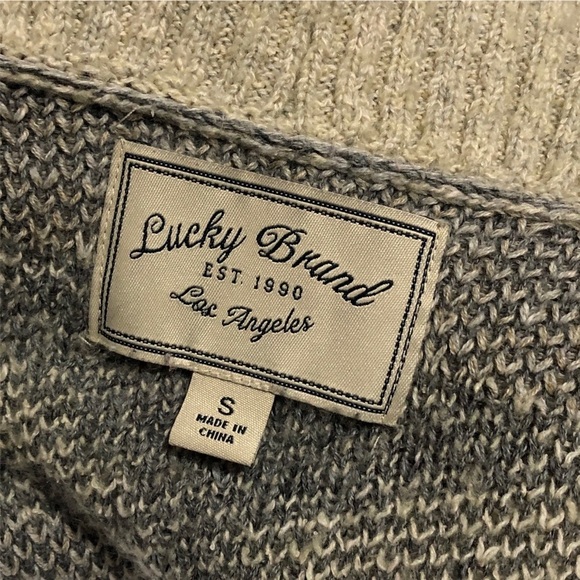 Lucky Brand
EST. 1990
Los Angeles
S
MADE IN
CHINA